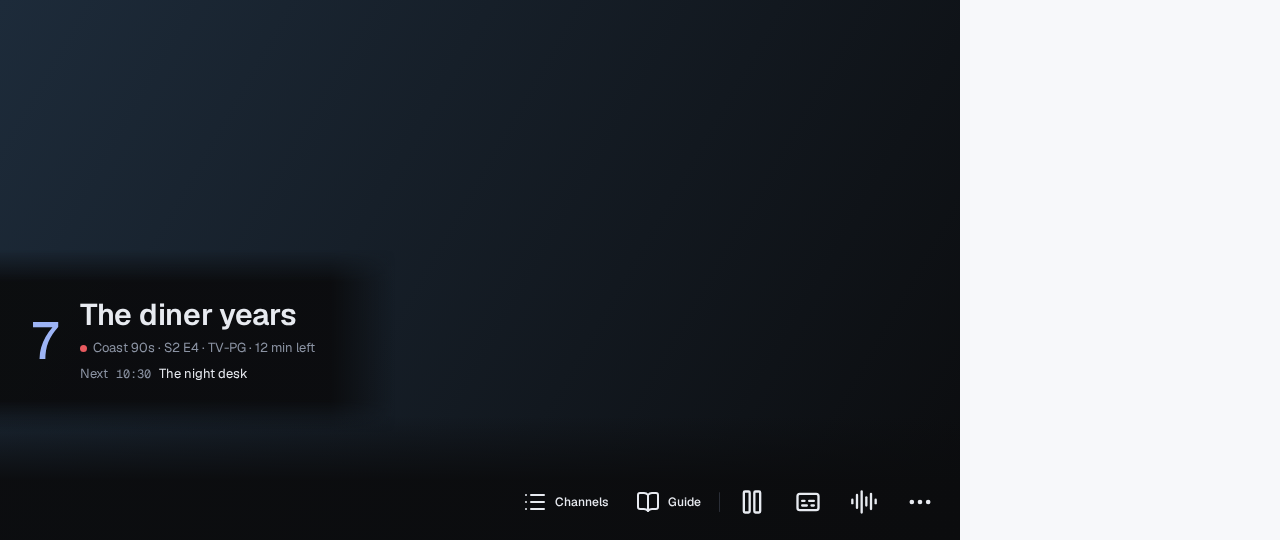 7
The diner years
Coast 90s · S2 E4 · TV-PG · 12 min left
Next 10:30 The night desk
Channels Guide